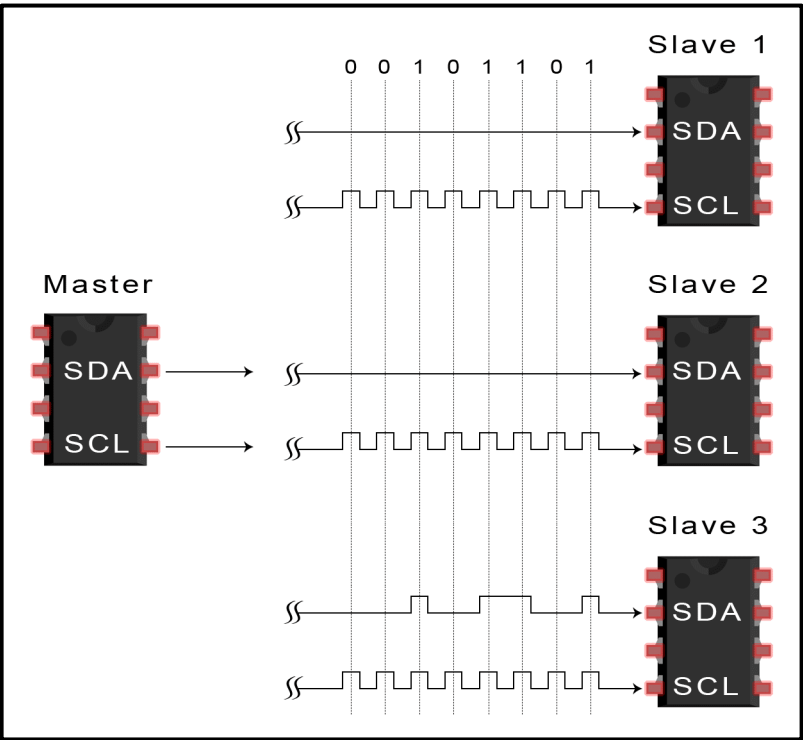 Slave 1
0 0 1 0 1 1 0 1
SDA
SCL
Master
SDA
SCL
Slave 2
SDA
SCL
Slave 3
SDA
SCL